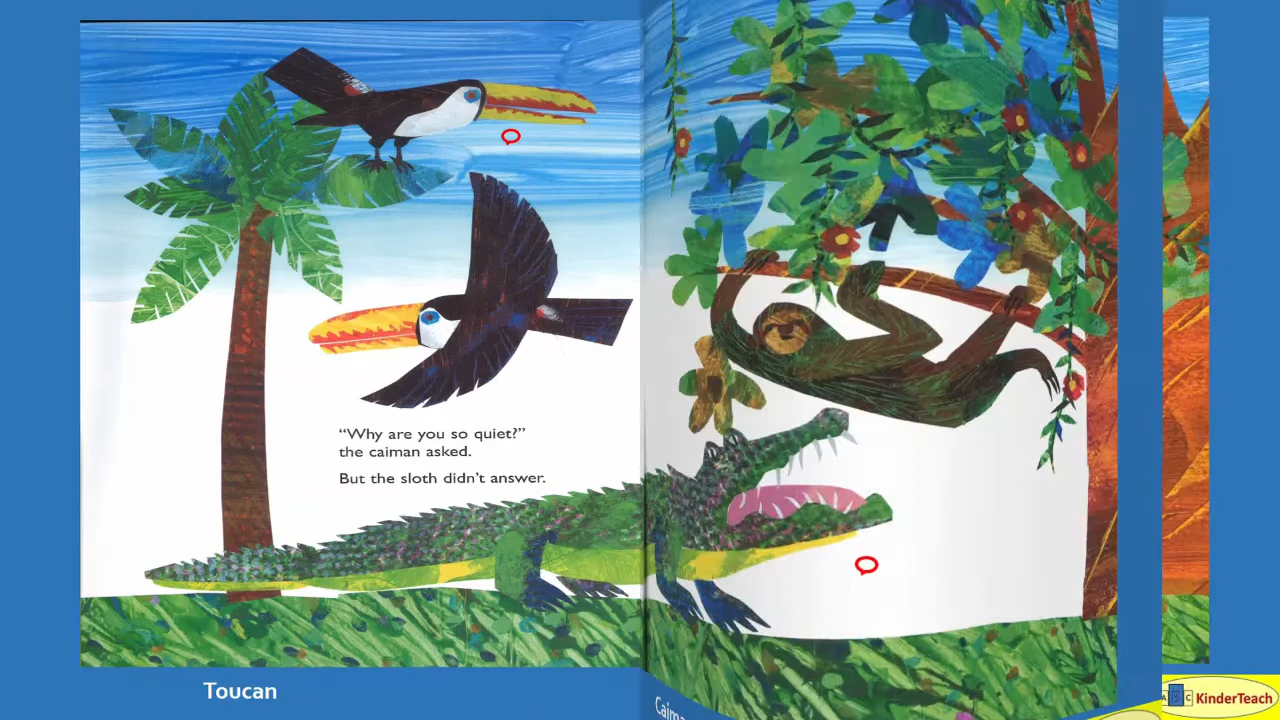 “Why are you so quiet?”
the caiman asked.
But the sloth didn’t answer.
Toucan
KinderTeach